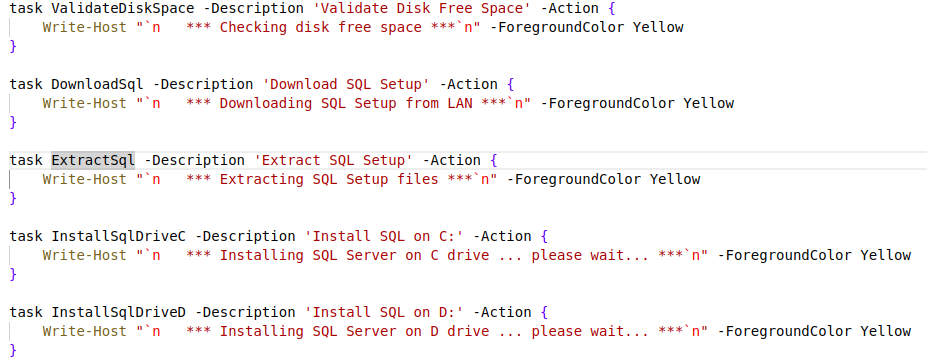 task ValidateDiskSpace -Description 'Validate Disk Free Space' -Action {
    Write-Host "`n   *** Checking disk free space ***`n" -ForegroundColor Yellow
}

task DownloadSql -Description 'Download SQL Setup' -Action {
    Write-Host "`n   *** Downloading SQL Setup from LAN ***`n" -ForegroundColor Yellow
}

task ExtractSql -Description 'Extract SQL Setup' -Action {
    Write-Host "`n   *** Extracting SQL Setup files ***`n" -ForegroundColor Yellow
}

task InstallSqlDriveC -Description 'Install SQL on C:' -Action {
    Write-Host "`n   *** Installing SQL Server on C drive ... please wait... ***`n" -ForegroundColor Yellow
}

task InstallSqlDriveD -Description 'Install SQL on D:' -Action {
    Write-Host "`n   *** Installing SQL Server on D drive ... please wait... ***`n" -ForegroundColor Yellow
}